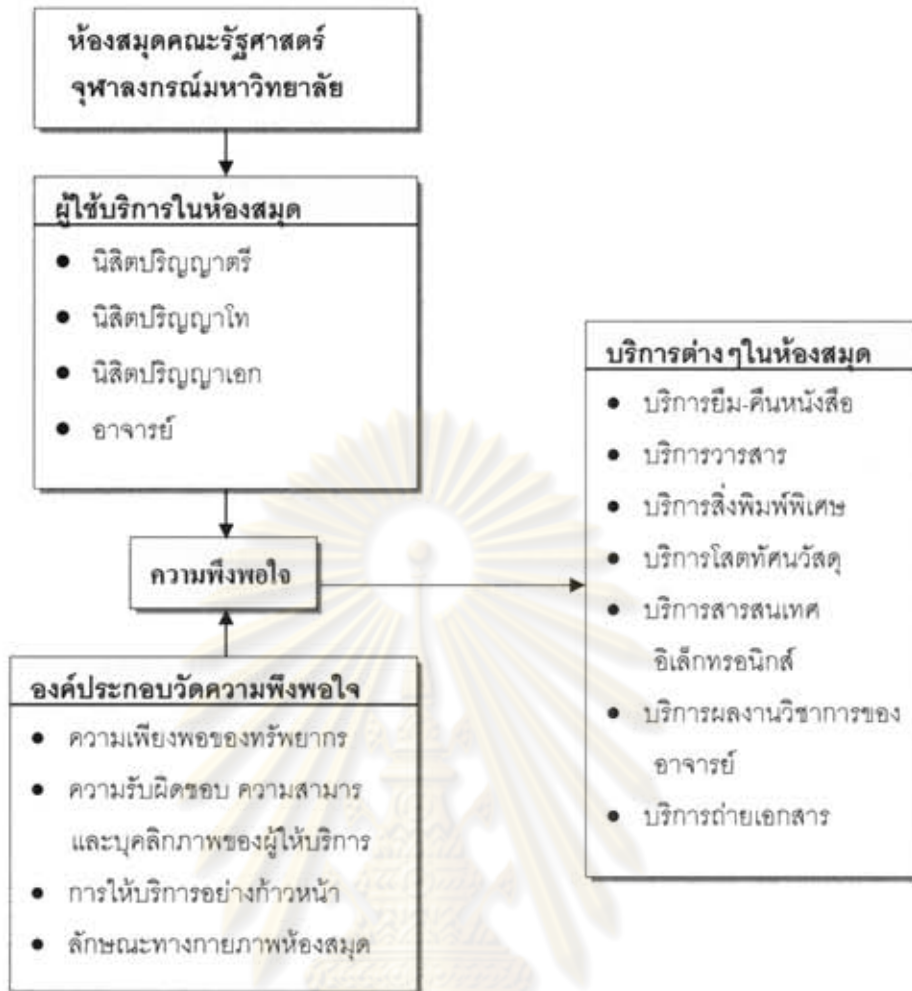 ห้องสมุดคณะรัฐศาสตร์
จุฬาลงกรณ์มหาวิทยาลัย
ผู้ใช้บริการในห้องสมุด
● นิสิตปริญญาตรี
● นิสิตปริญญาโท
● นิสิตปริญญาเอก
● อาจารย์
ความพึงพอใจ
องค์ประกอบวัดความพึงพอใจ
● ความเพียงพอของทรัพยากร
● ความรับผิดชอบ ความสามาร
และบุคลิกภาพของผู้ให้บริการ
● การให้บริการอย่างก้าวหน้า
● ลักษณะทางกายภาพห้องสมุด
บริการต่างๆในห้องสมุด
● บริการยืม-คืนหนังสือ
● บริการวารสาร
● บริการสิ่งพิมพ์พิเศษ
● บริการโสตทัศนวัสดุ
● บริการสารสนเทศ
อิเล็กทรอนิกส์
● บริการผลงานวิชาการของ
อาจารย์
● บริการถ่ายเอกสาร